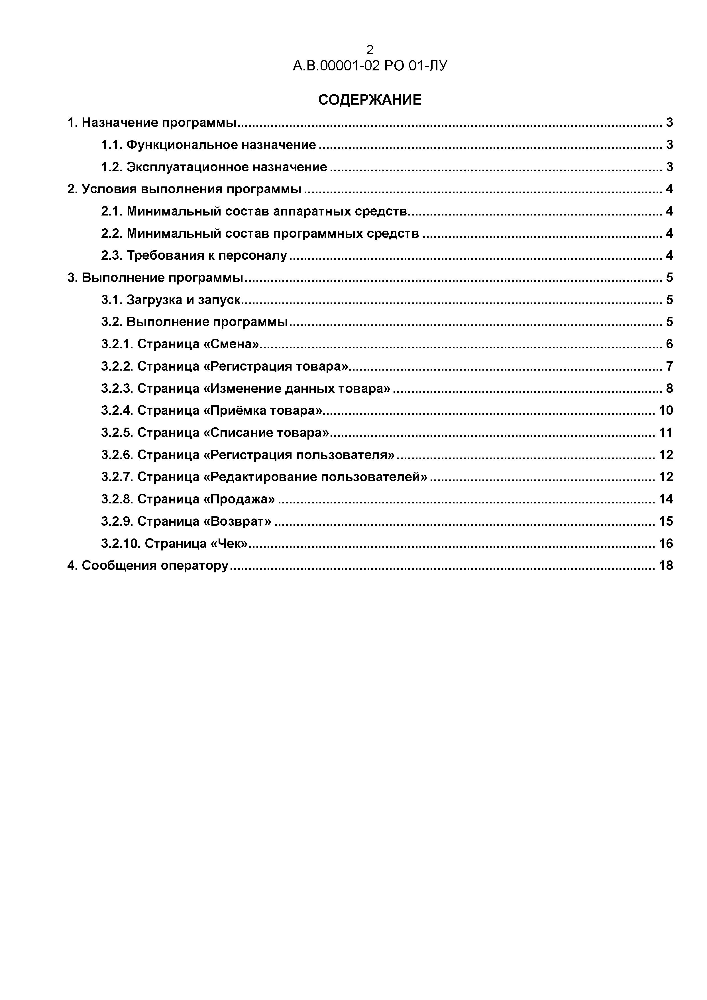 2
А.В.00001-02 РО 01-ЛУ
СОДЕРЖАНИЕ
1. Назначение программы........ 3
1.1. Функциональное назначение ........ 3
1.2. Эксплуатационное назначение ........ 3
2. Условия выполнения программы ........ 4
2.1. Минимальный состав аппаратных средств........ 4
2.2. Минимальный состав программных средств ........ 4
2.3. Требования к персоналу ........ 4
3. Выполнение программы ........ 5
3.1. Загрузка и запуск........ 5
3.2. Выполнение программы ........ 5
3.2.1. Страница «Смена»........ 6
3.2.2. Страница «Регистрация товара»........ 7
3.2.3. Страница «Изменение данных товара» ........ 8
3.2.4. Страница «Приёмка товара»........ 10
3.2.5. Страница «Списание товара»........ 11
3.2.6. Страница «Регистрация пользователя» ........ 12
3.2.7. Страница «Редактирование пользователей» ........ 12
3.2.8. Страница «Продажа» ........ 14
3.2.9. Страница «Возврат» ........ 15
3.2.10. Страница «Чек»........ 16
4. Сообщения оператору ........ 18